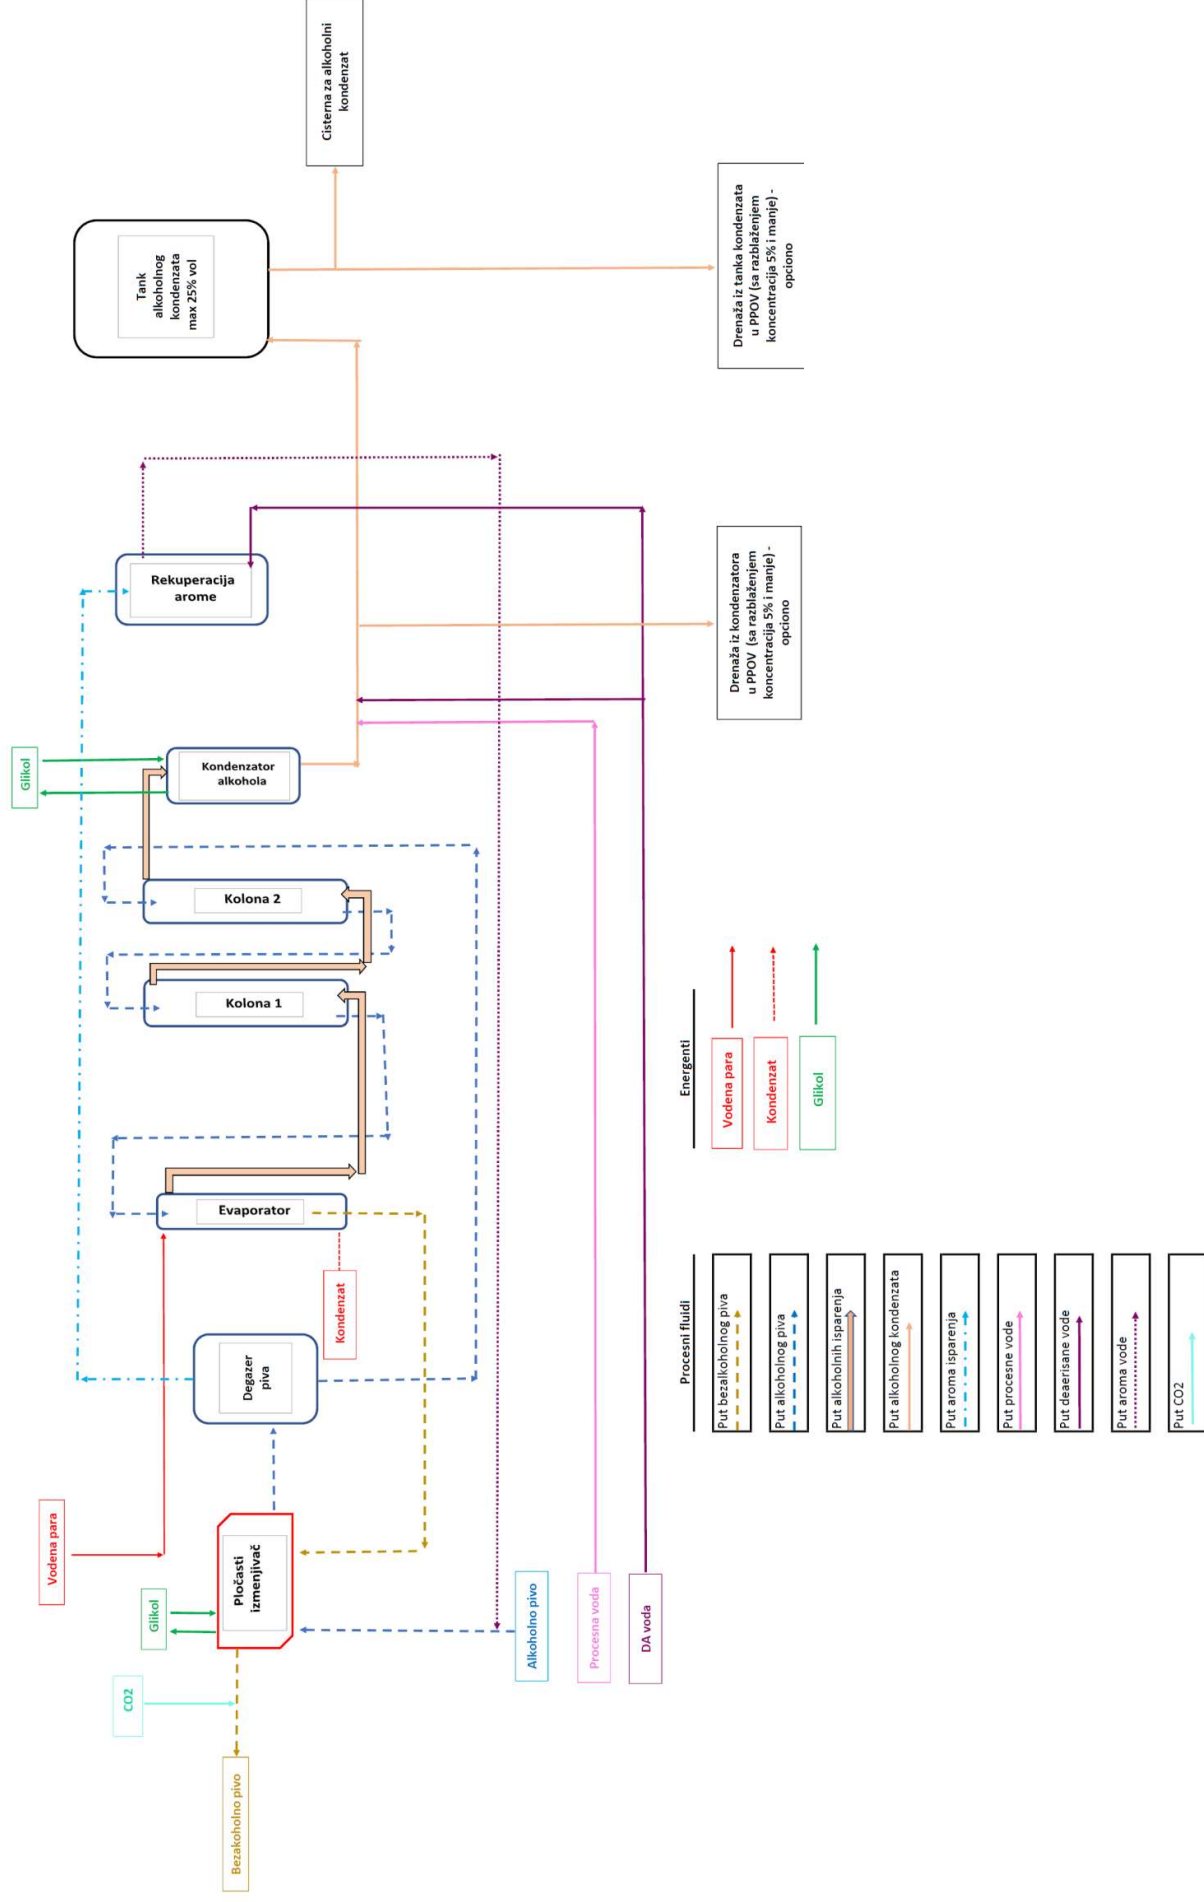 Glikol
Kondenzator
alkohola
Rekuperacija
arome
Tank
alkoholnog
kondenzata
max 25% vol
Cisterna za alkoholni
kondenzat
Kolona 2
Kolona 1
Evaporator
Kondenzat
Degazer
piva
Vodena para
Glikol
Pločasti
izmenjivač
CO2
Bezakoholno pivo
Alkoholno pivo
Procesna voda
DA voda
Drenaža iz kondenzatora
u PPOV (sa razblaženjem
koncentracija 5% i manje) -
opciono
Drenaža iz tanka kondenzata
u PPOV (sa razblaženjem
koncentracija 5% i manje) -
opciono
Energenti
Vodena para
Kondenzat
Glikol
Procesni fluidi
Put bezalkoholnog piva
Put alkoholnog piva
Put alkoholnih isparenja
Put alkoholnog kondenzata
Put aroma isparenja
Put procesne vode
Put deaerisane vode
Put aroma vode
Put CO2